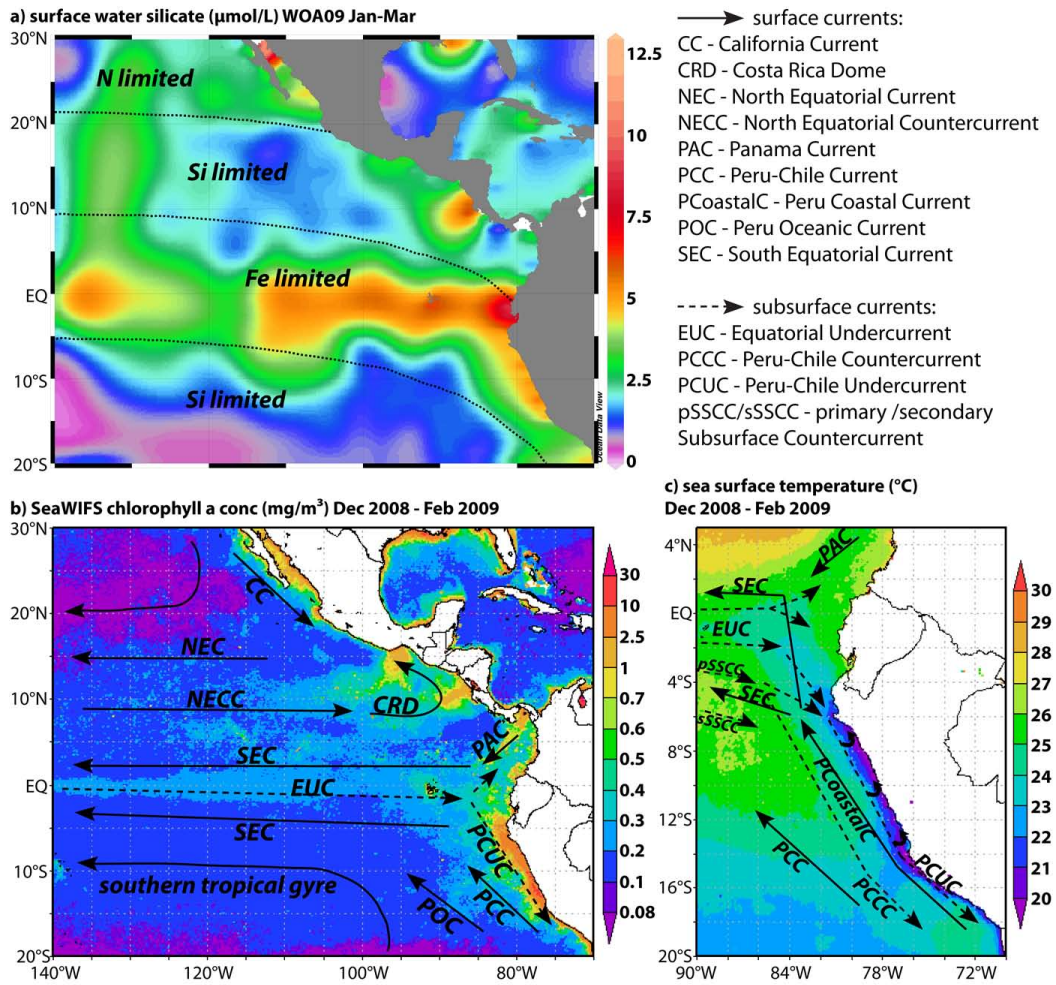 a) surface water silicate (μmol/L) WOA09 Jan-Mar
30°N
20°N
10°N
EQ
10°S
20°S
N limited
Si limited
Fe limited
Si limited
Ocean Data View
12.5
10
7.5
5
2.5
0
surface currents:
CC - California Current
CRD - Costa Rica Dome
NEC - North Equatorial Current
NECC - North Equatorial Countercurrent
PAC - Panama Current
PCC - Peru-Chile Current
PCoastalC - Peru Coastal Current
POC - Peru Oceanic Current
SEC - South Equatorial Current
subsurface currents:
EUC - Equatorial Undercurrent
PCCC - Peru-Chile Countercurrent
PCUC - Peru-Chile Undercurrent
pSSCC/sSSCC - primary /secondary
Subsurface Countercurrent
b) SeaWIFS chlorophyll a conc (mg/m³) Dec 2008 - Feb 2009
30°N
20°N
10°N
EQ
10°S
20°S
140°W
120°W
100°W
80°W
CC
NEC
NECC
CRD
PAC
SEC
EUC
SEC
PCUC
southern tropical gyre
POC
PCC
30
10
2.5
1
0.7
0.6
0.5
0.4
0.3
0.2
0.1
0.08
c) sea surface temperature (°C)
Dec 2008 - Feb 2009
4°N
EQ
4°S
8°S
12°S
16°S
20°S
90°W
84°W
78°W
72°W
PAC
SEC
EUC
pSSCC
SEC
sSSCC
PCoastalC
PCC
PCCC
PCUC
30
29
28
27
26
25
24
23
22
21
20